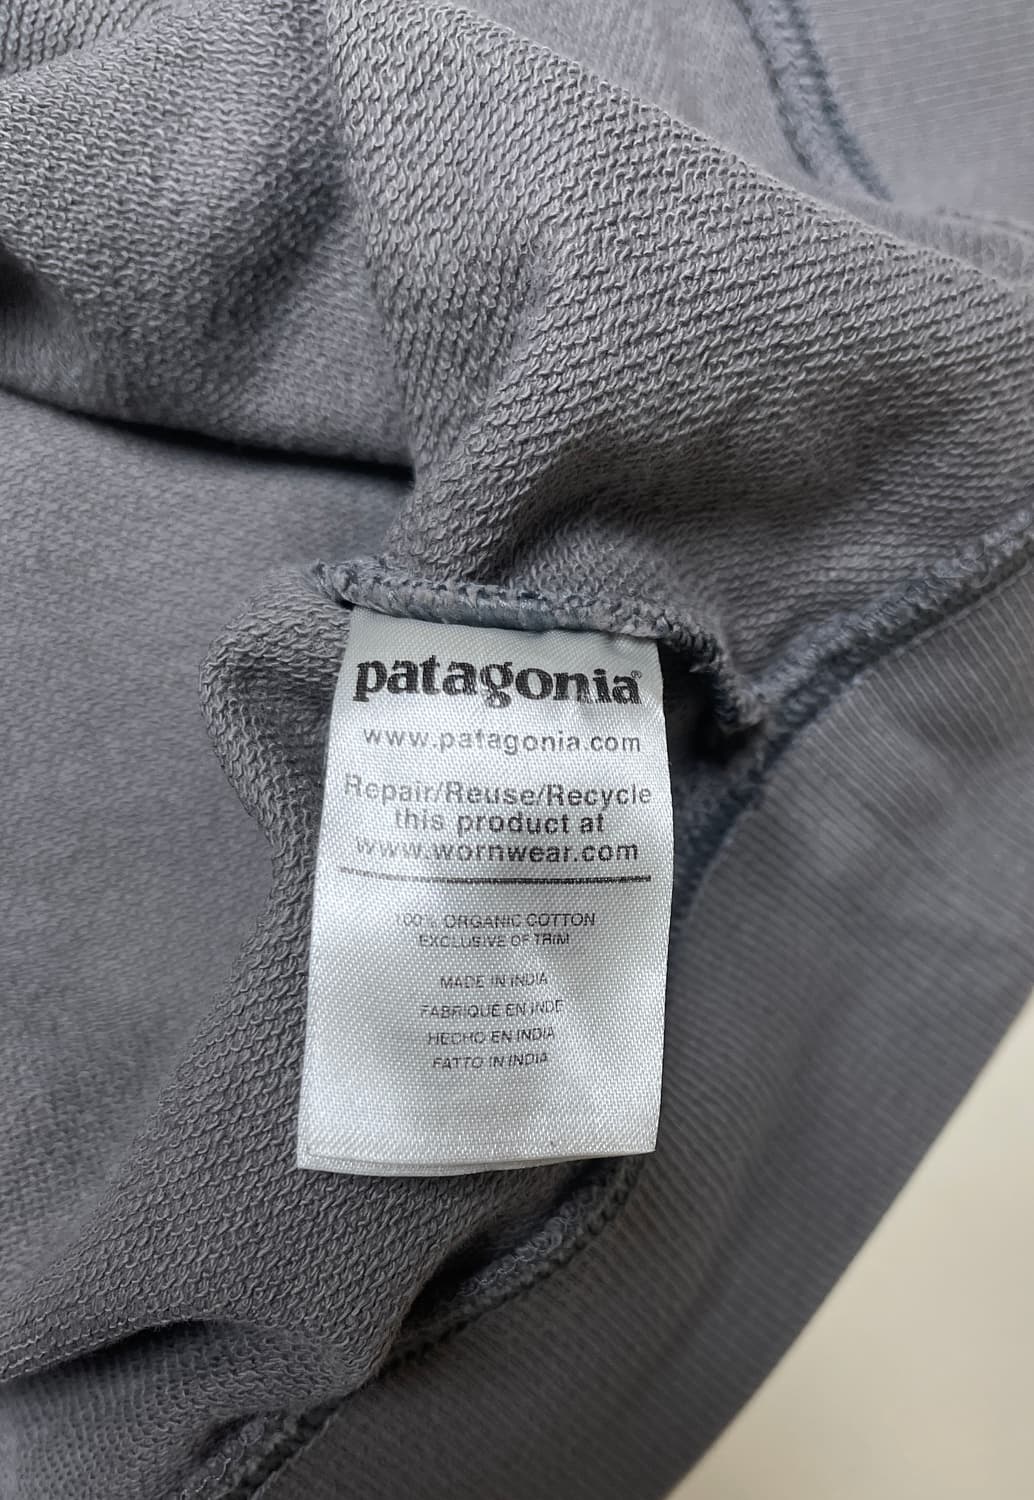 patagonia®
www.patagonia.com
Repair/Reuse/Recycle
this product at
www.wornwear.com
100% ORGANIC COTTON
EXCLUSIVE OF TRIM
MADE IN INDIA
FABRIQUÉ EN INDE
HECHO EN INDIA
FATTO IN INDIA